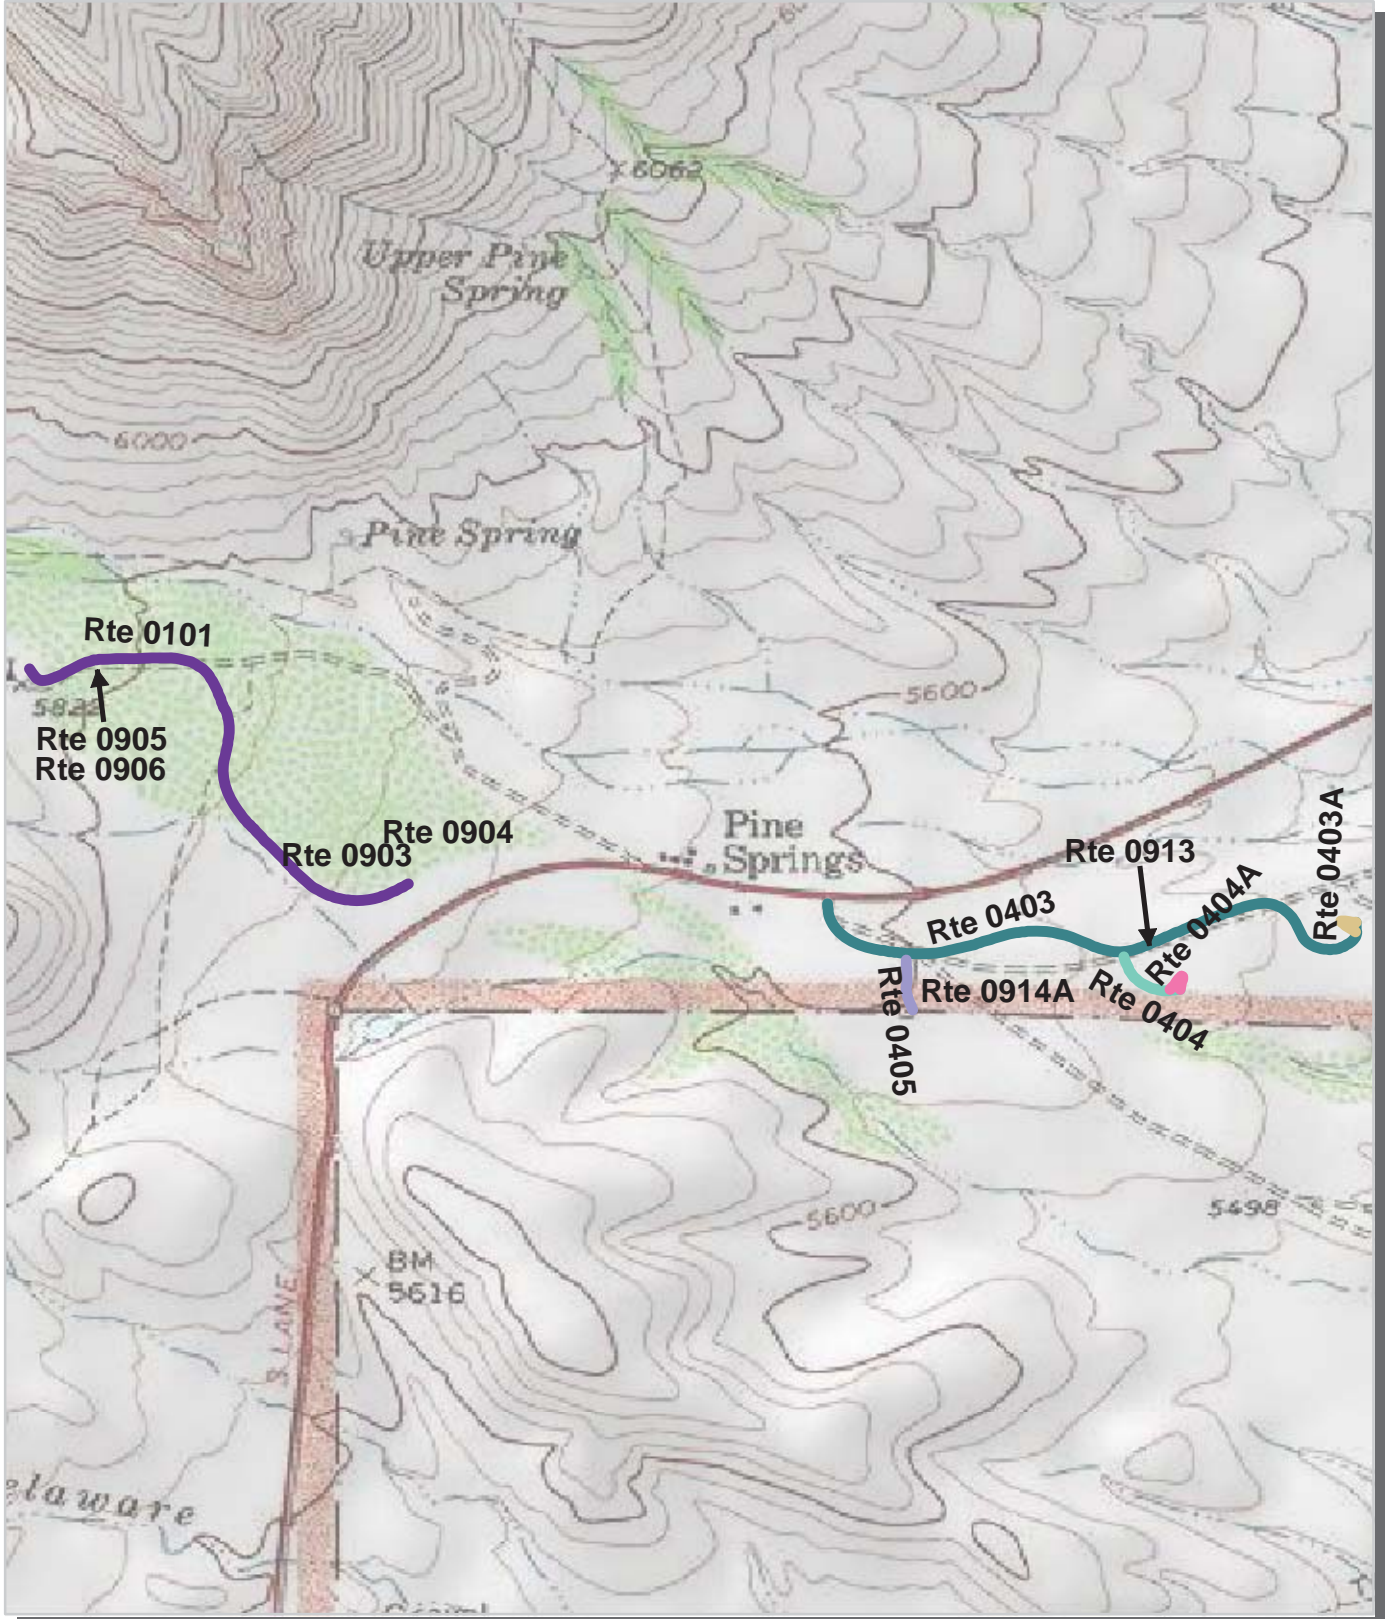 6062
Upper Pine
Spring
6000
Pine Spring
Rte 0101
5822
Rte 0905
Rte 0906
5600
Pine
Springs
Rte 0904
Rte 0903
Rte 0913
Rte 0403A
Rte 0404A
Rte 0403
Rte 0914A
Rte 0404
Rte 0405
5600
5498
BM
5616
S LANE
elaware